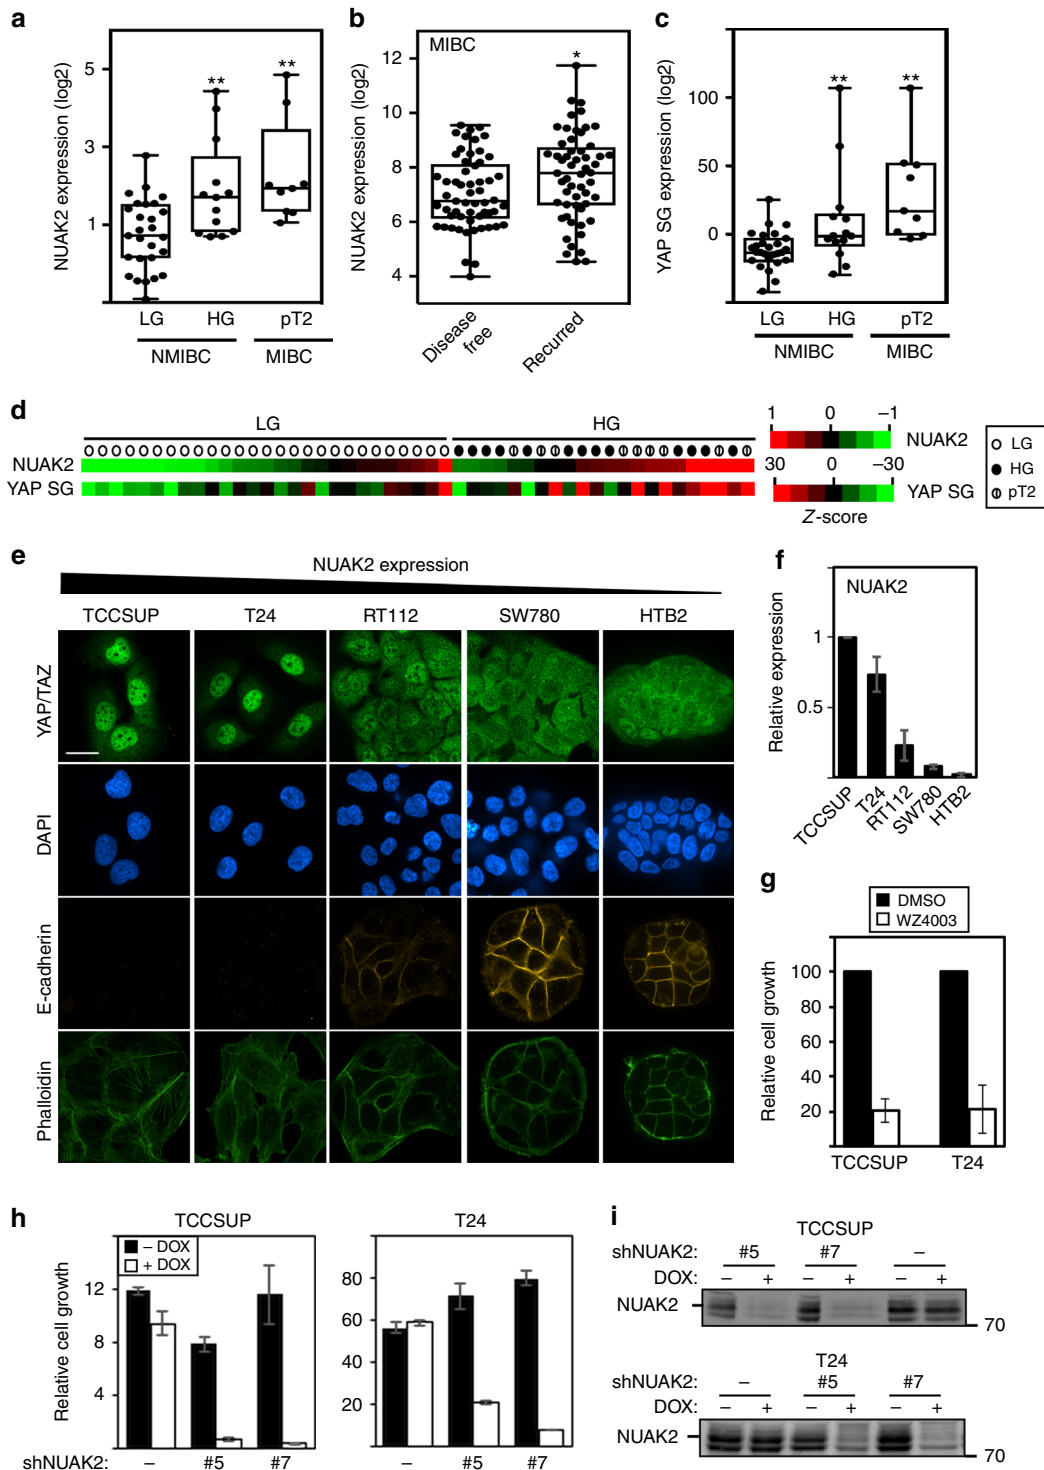 a
NUAK2 expression (log2)
5
3
1
**
**
LG
HG
pT2
NMIBC
MIBC
b
NUAK2 expression (log2)
MIBC
12
10
8
6
4
*
Disease
free
Recurred
c
YAP SG expression (log2)
100
50
0
**
**
LG
HG
pT2
NMIBC
MIBC
d
LG
HG
NUAK2
YAP SG
1
0
–1
NUAK2
30
0
–30
YAP SG
Z-score
LG
HG
pT2
e
NUAK2 expression
TCCSUP
T24
RT112
SW780
HTB2
YAP/TAZ
DAPI
E-cadherin
Phalloidin
f
NUAK2
Relative expression
1
0.5
TCCSUP
T24
RT112
SW780
HTB2
g
DMSO
WZ4003
Relative cell growth
100
80
60
40
20
TCCSUP
T24
h
TCCSUP
– DOX
+ DOX
Relative cell growth
12
8
4
T24
80
60
40
20
shNUAK2:
–
#5
#7
–
#5
#7
i
TCCSUP
shNUAK2:
#5
#7
–
DOX:
–
+
–
+
–
+
NUAK2
70
T24
shNUAK2:
–
#5
#7
DOX:
–
+
–
+
–
+
NUAK2
70